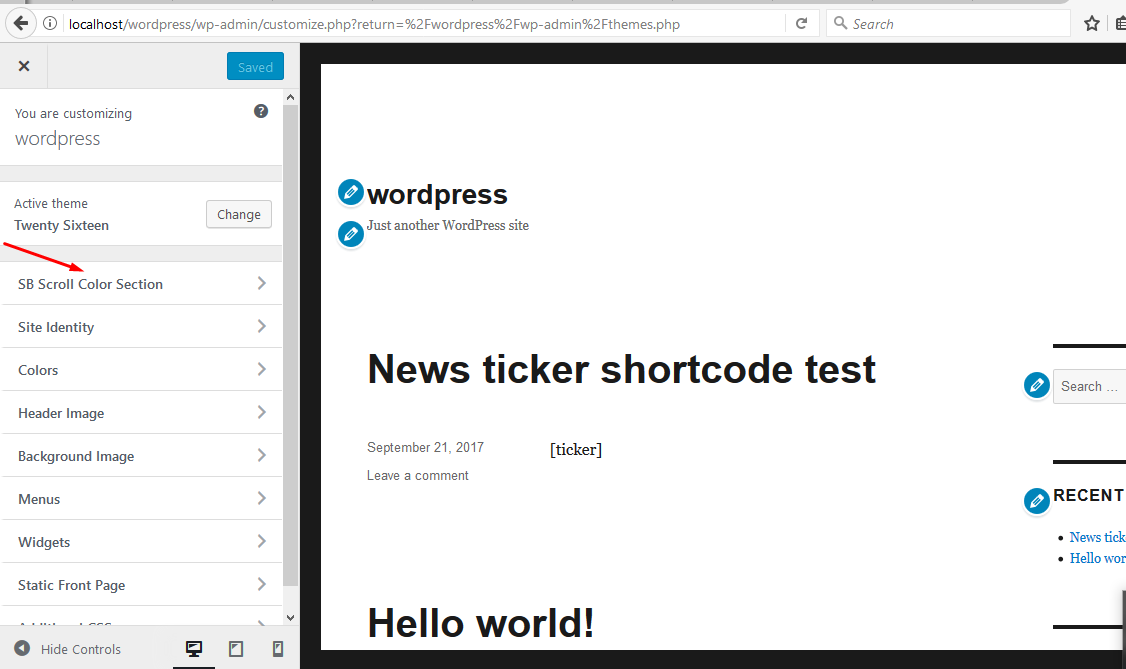 localhost/wordpress/wp-admin/customize.php?return=%2Fwordpress%2Fwp-admin%2Fthemes.php
Search
Saved
You are customizing
wordpress
Active theme
Twenty Sixteen
Change
SB Scroll Color Section
Site Identity
Colors
Header Image
Background Image
Menus
Widgets
Static Front Page
Additional CSS
Hide Controls
wordpress
Just another WordPress site
News ticker shortcode test
September 21, 2017
[ticker]
Leave a comment
Hello world!
Search ...
RECENT
News tick
Hello wor